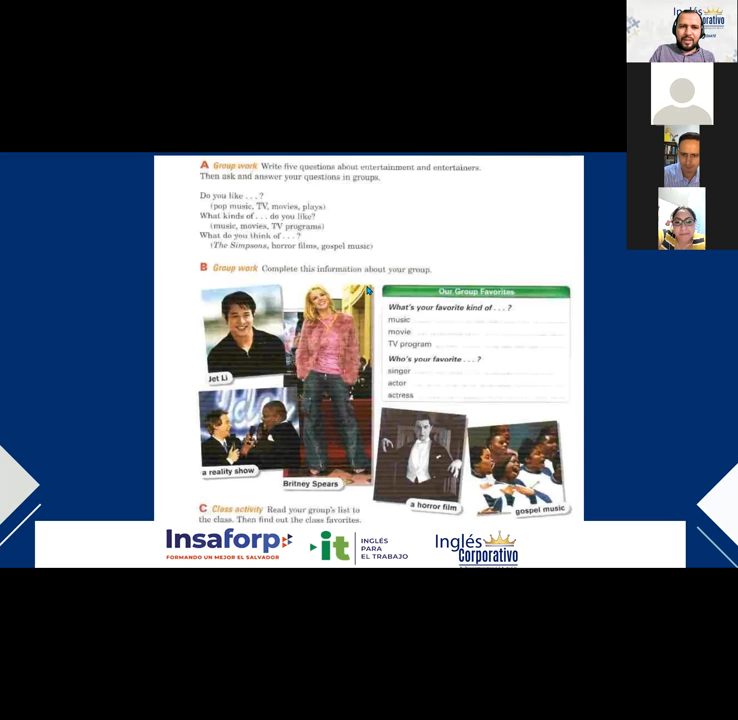 A Group work Write five questions about entertainment and entertainers.
Then ask and answer your questions in groups.
Do you like . . . ?
(pop music, TV, movies, plays)
What kinds of . . . do you like?
(music, movies, TV programs)
What do you think of . . . ?
(The Simpsons, horror films, gospel music)
B Group work Complete this information about your group.
Our Group Favorites
What's your favorite kind of . . . ?
music
movie
TV program
Who's your favorite . . . ?
singer
actor
actress
Jet Li
a reality show
Britney Spears
a horror film
gospel music
C Class activity Read your group's list to
the class. Then find out the class favorites.
Insaforp
FORMANDO UN MEJOR EL SALVADOR
it
INGLÉS
PARA
EL TRABAJO
Inglés
Corporativo